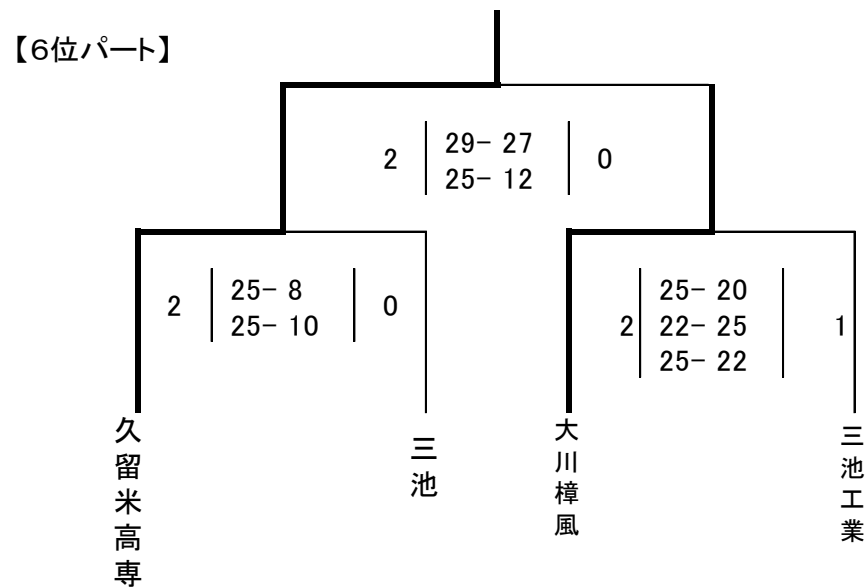 【6位パート】
2 29- 27 0
25- 12
2 25- 8 0
25- 10
25- 20
2 22- 25 1
25- 22
久留米高専
三池
大川樟風
三池工業